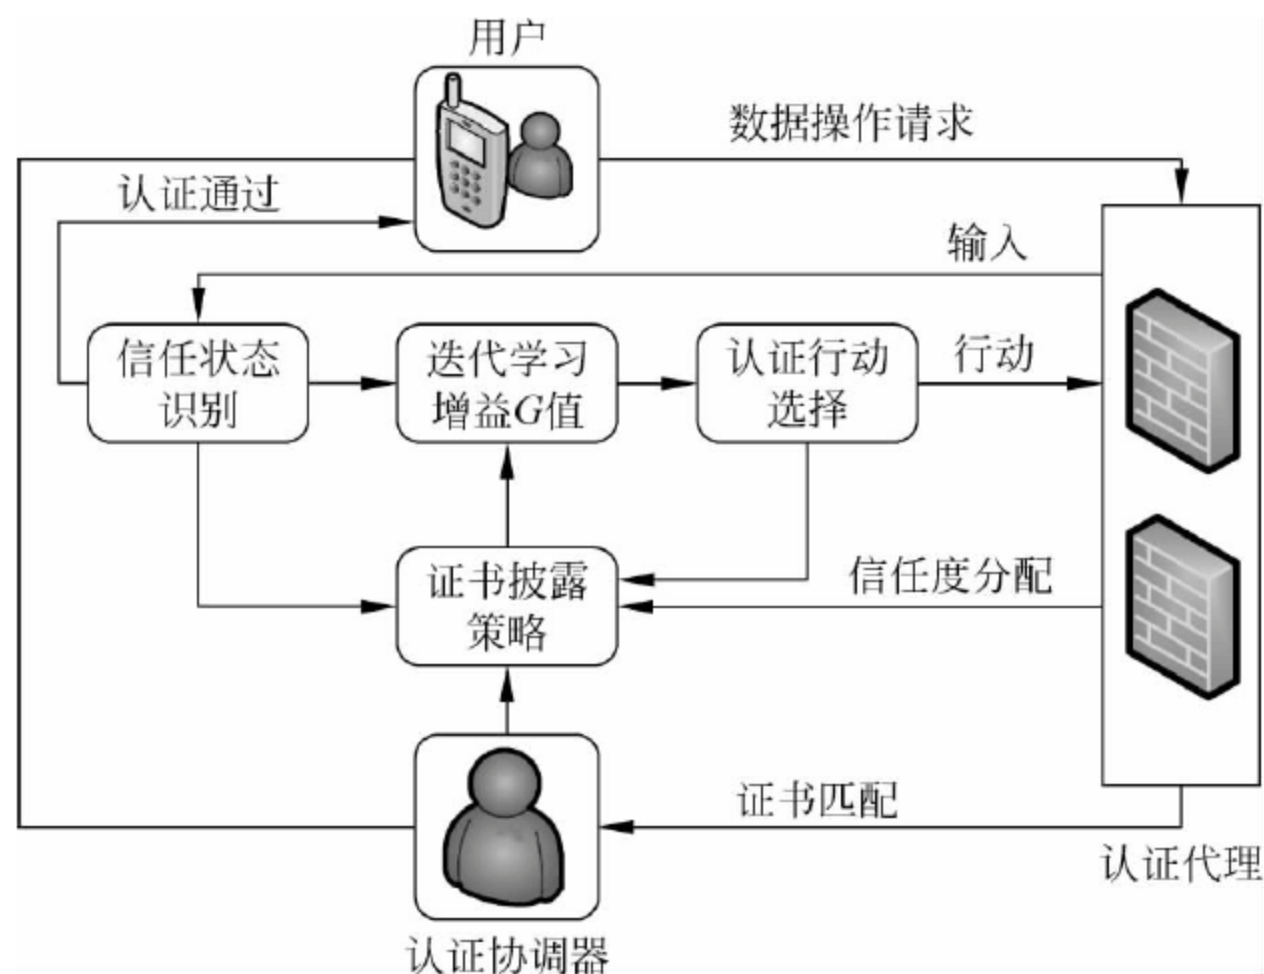 用户
数据操作请求
认证通过
输入
信任状态
识别
迭代学习
增益G值
认证行动
选择
行动
证书披露
策略
信任度分配
证书匹配
认证代理
认证协调器